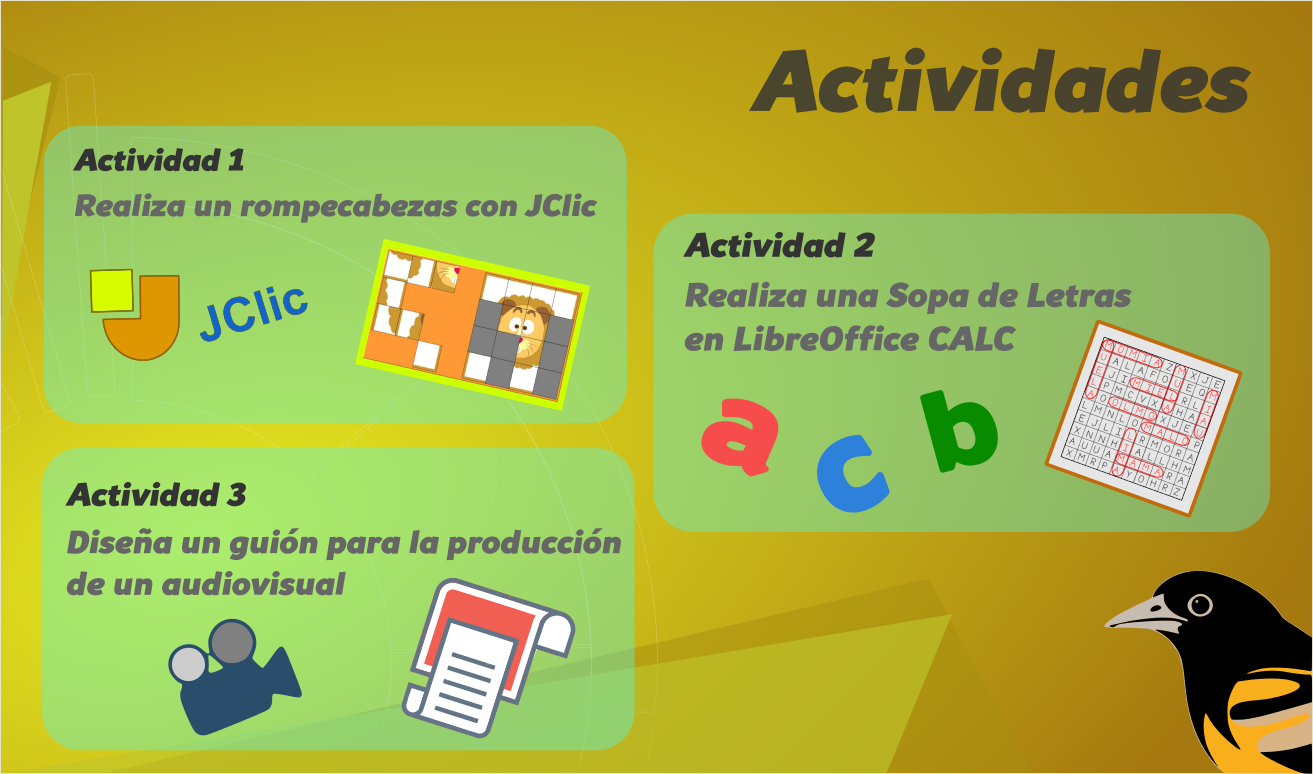 Actividades
Actividad 1
Realiza un rompecabezas con JClic
JClic
Actividad 2
Realiza una Sopa de Letras
en LibreOffice CALC
a c b
Actividad 3
Diseña un guión para la producción
de un audiovisual